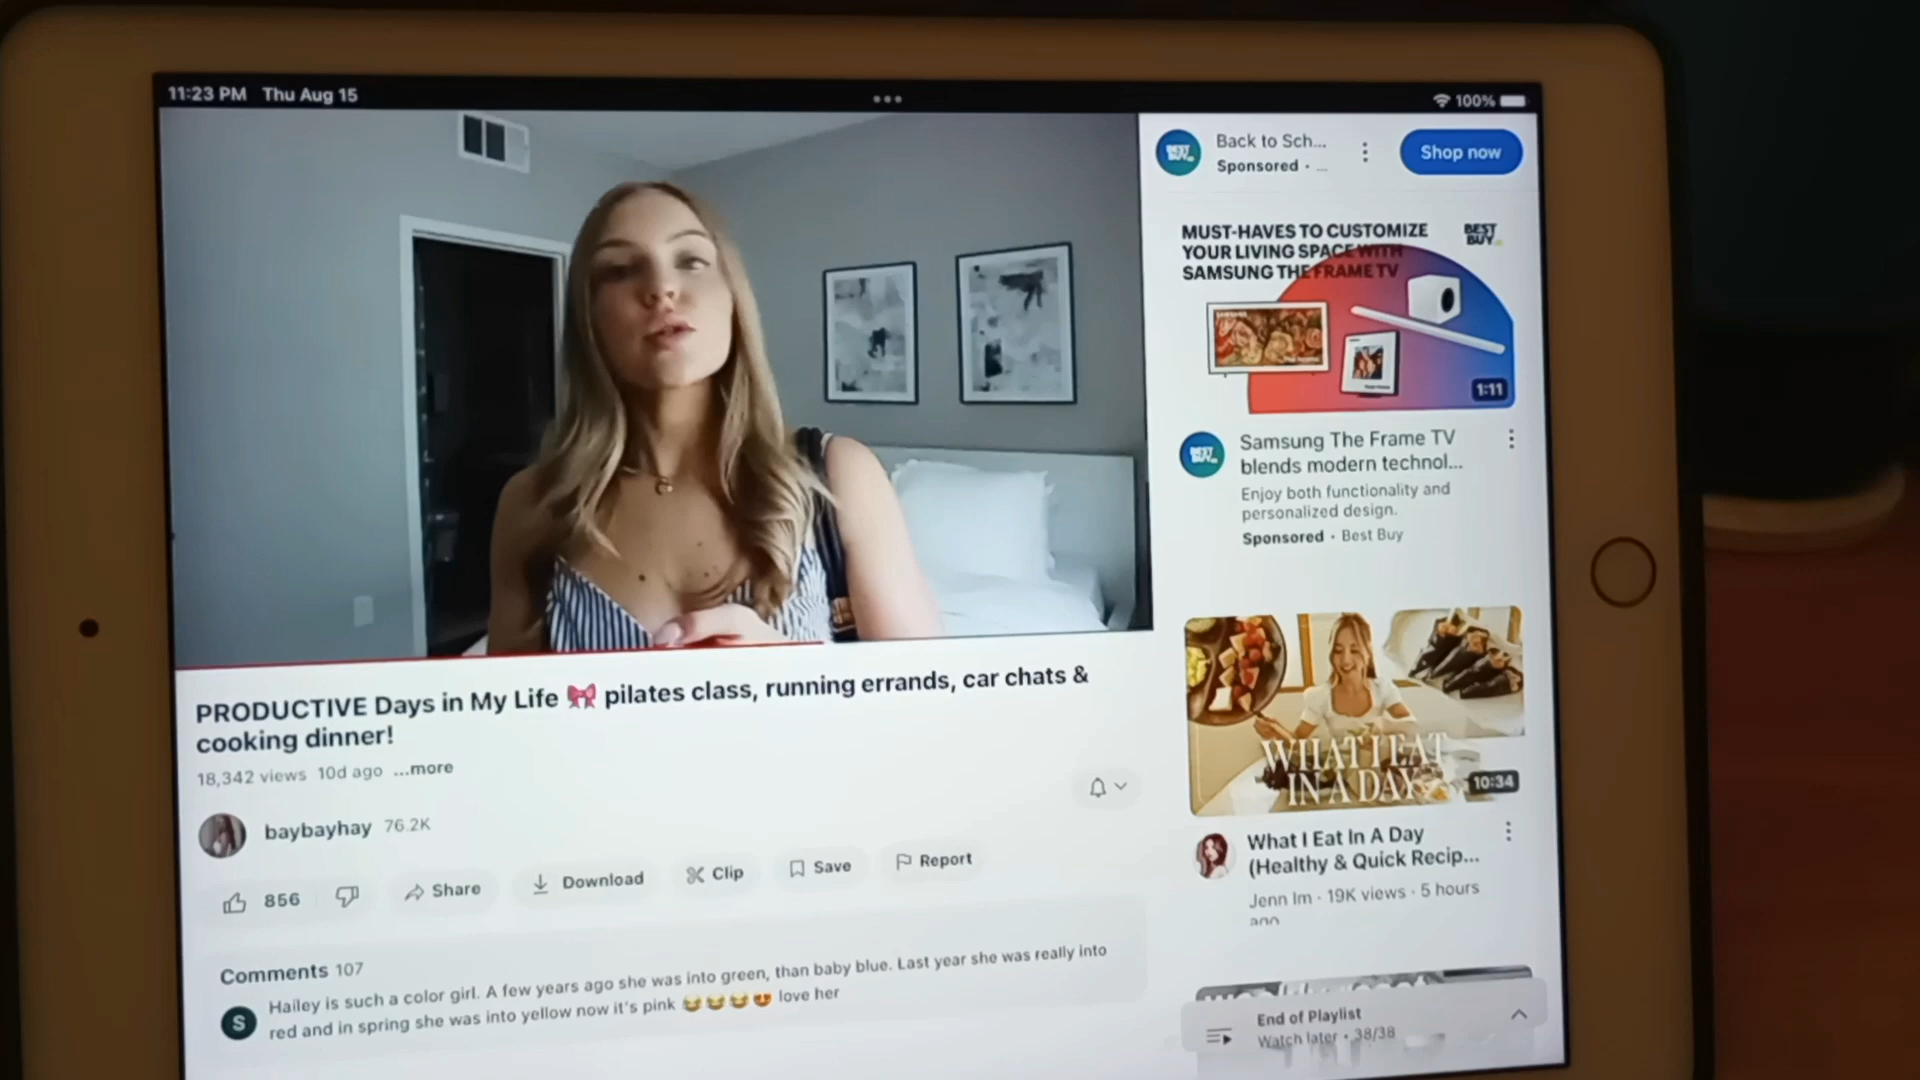 11:23 PM Thu Aug 15
100%
Back to Sch...
Sponsored · ...
Shop now
MUST-HAVES TO CUSTOMIZE
YOUR LIVING SPACE WITH
SAMSUNG THE FRAME TV
BEST
BUY
1:11
BEST
BUY
Samsung The Frame TV
blends modern technol...
Enjoy both functionality and
personalized design.
Sponsored · Best Buy
WHAT I EAT
IN A DAY
10:34
What I Eat In A Day
(Healthy & Quick Recip...
Jenn Im · 19K views · 5 hours
ago
End of Playlist
Watch later · 38/38
PRODUCTIVE Days in My Life 🎀 pilates class, running errands, car chats &
cooking dinner!
18,342 views 10d ago ...more
baybayhay 76.2K
856
Share
Download
Clip
Save
Report
Comments 107
S
Hailey is such a color girl. A few years ago she was into green, than baby blue. Last year she was really into
red and in spring she was into yellow now it's pink 😂😂😂😍 love her